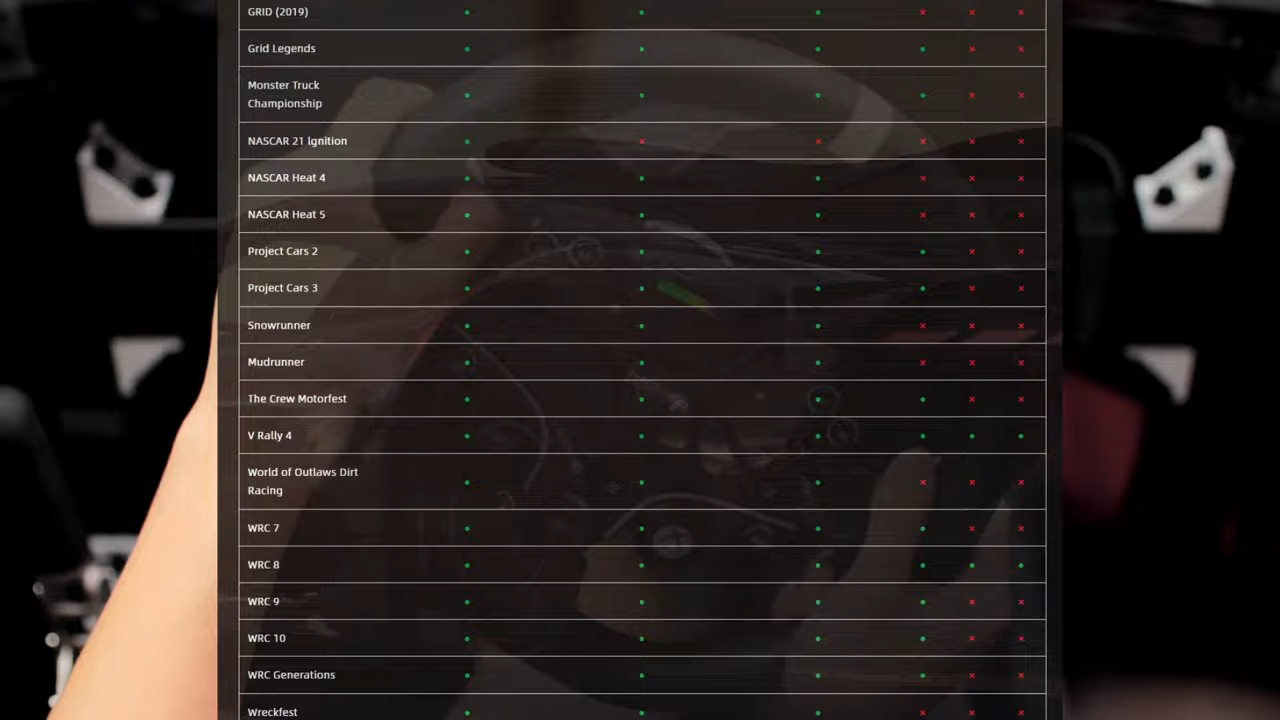 GRID (2019)
Grid Legends
Monster Truck
Championship
NASCAR 21 Ignition
NASCAR Heat 4
NASCAR Heat 5
Project Cars 2
Project Cars 3
Snowrunner
Mudrunner
The Crew Motorfest
V Rally 4
World of Outlaws Dirt
Racing
WRC 7
WRC 8
WRC 9
WRC 10
WRC Generations
Wreckfest